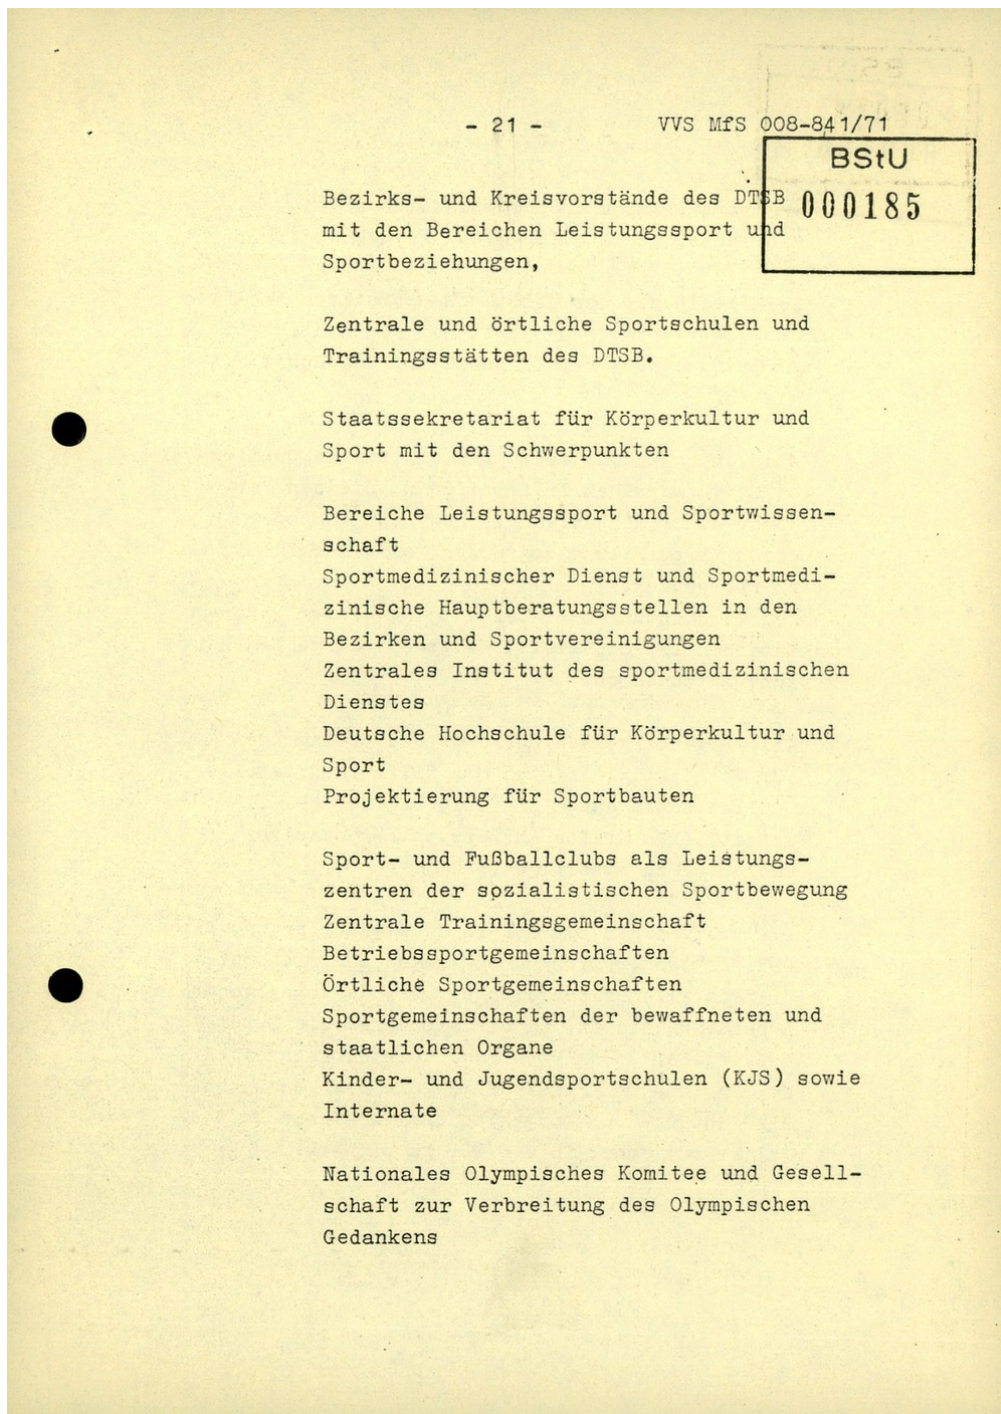 - 21 - VVS MfS 008-841/71
BStU
000185
Bezirks- und Kreisvorstände des DTSB
mit den Bereichen Leistungssport und
Sportbeziehungen,
Zentrale und örtliche Sportschulen und
Trainingsstätten des DTSB.
Staatssekretariat für Körperkultur und
Sport mit den Schwerpunkten
Bereiche Leistungssport und Sportwissen-
schaft
Sportmedizinischer Dienst und Sportmedi-
zinische Hauptberatungsstellen in den
Bezirken und Sportvereinigungen
Zentrales Institut des sportmedizinischen
Dienstes
Deutsche Hochschule für Körperkultur und
Sport
Projektierung für Sportbauten
Sport- und Fußballclubs als Leistungs-
zentren der sozialistischen Sportbewegung
Zentrale Trainingsgemeinschaft
Betriebssportgemeinschaften
Örtliche Sportgemeinschaften
Sportgemeinschaften der bewaffneten und
staatlichen Organe
Kinder- und Jugendsportschulen (KJS) sowie
Internate
Nationales Olympisches Komitee und Gesell-
schaft zur Verbreitung des Olympischen
Gedankens